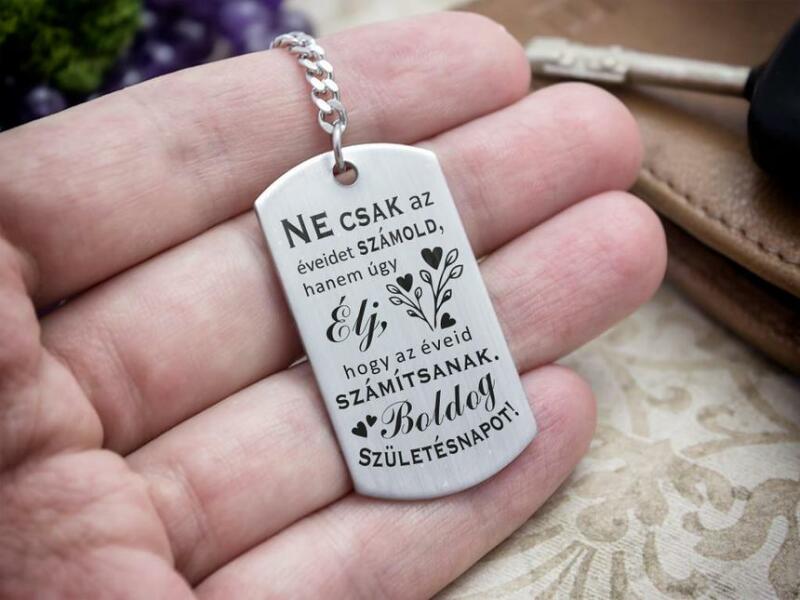 NE CSAK az
éveidet SZÁMOLD,
hanem úgy
Élj,
hogy az éveid
SZÁMÍTSANAK.
Boldog
SZÜLETÉSNAPOT!